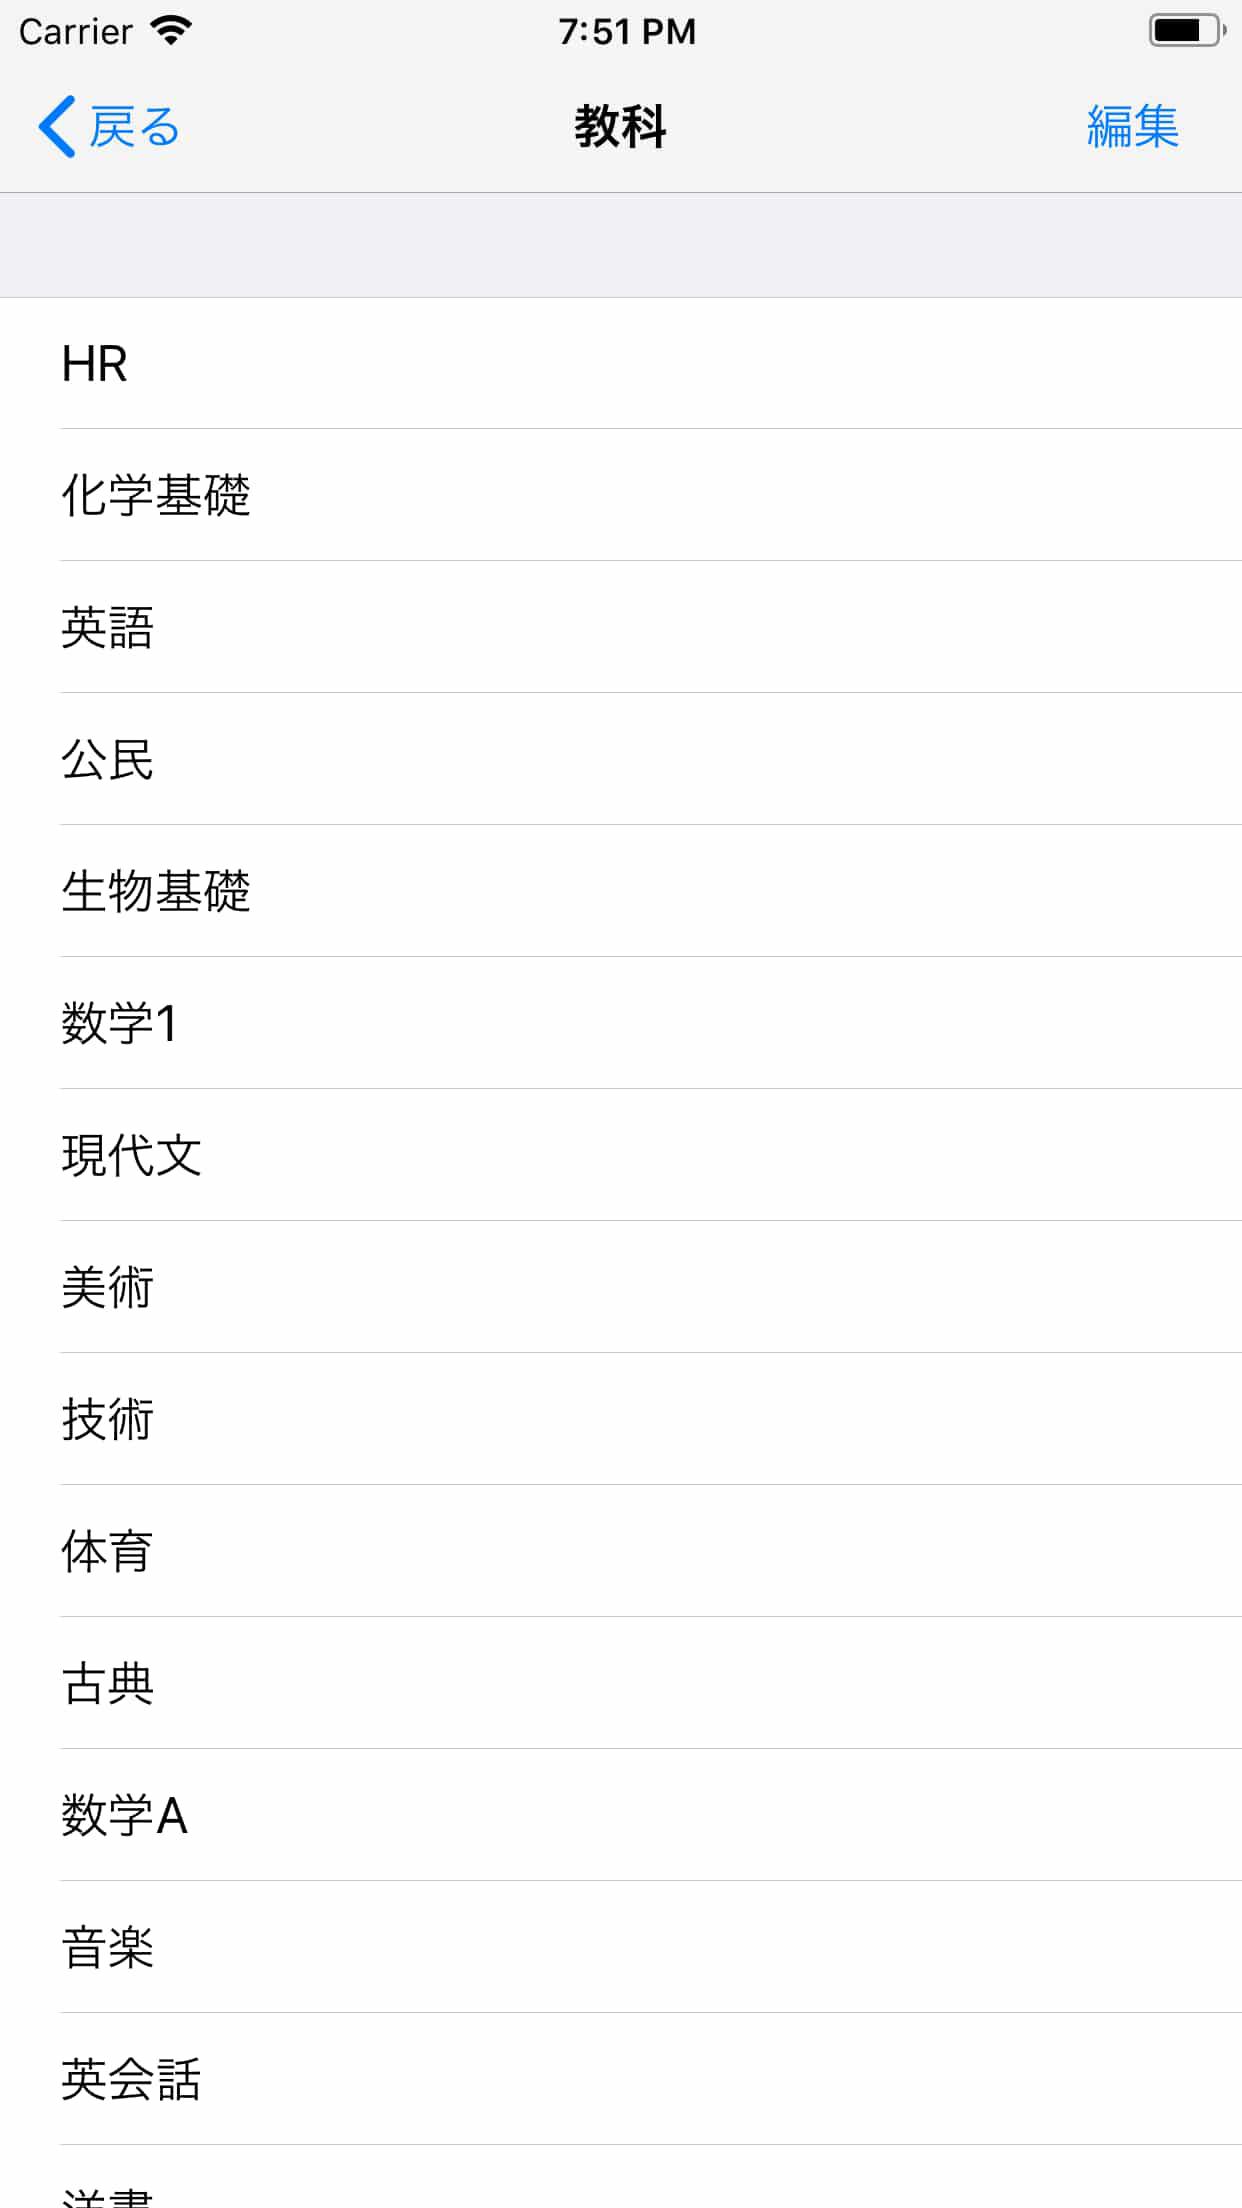 Carrier 7:51 PM
戻る 教科 編集
HR
化学基礎
英語
公民
生物基礎
数学1
現代文
美術
技術
体育
古典
数学A
音楽
英会話